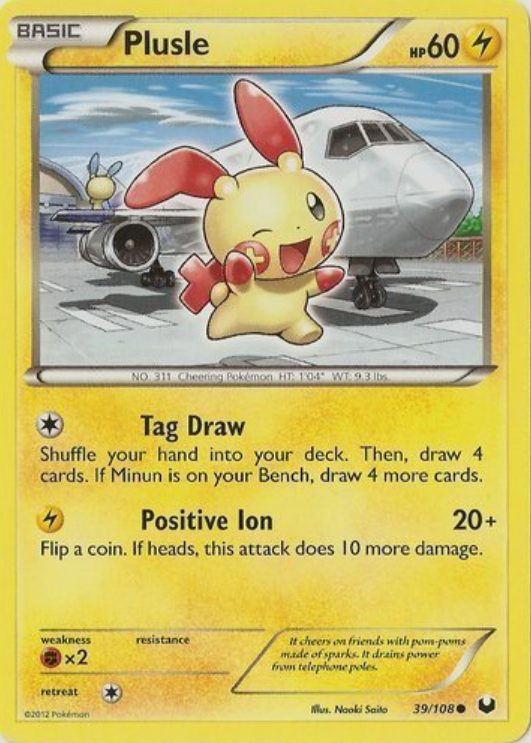 BASIC
Plusle
HP60
NO. 311 Cheering Pokémon HT: 1'04" WT: 9.3 lbs.
Tag Draw
Shuffle your hand into your deck. Then, draw 4
cards. If Minun is on your Bench, draw 4 more cards.
Positive Ion 20+
Flip a coin. If heads, this attack does 10 more damage.
weakness resistance
×2
It cheers on friends with pom-poms
made of sparks. It drains power
from telephone poles.
retreat
©2012 Pokémon
Illus. Naoki Saito 39/108